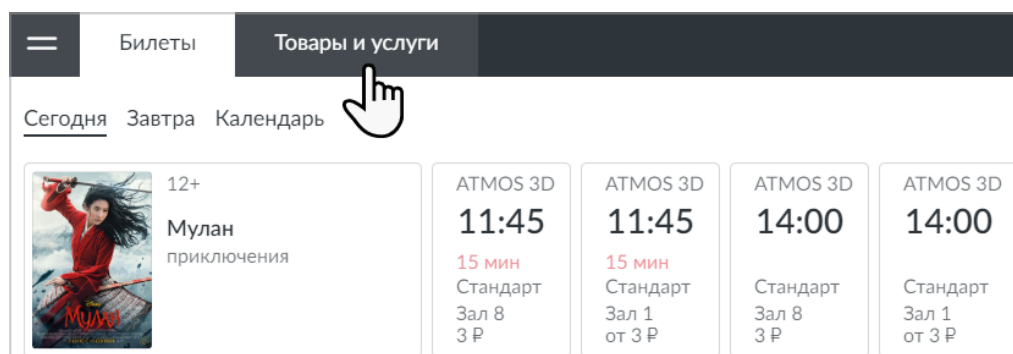 Билеты
Товары и услуги
Сегодня Завтра Календарь
12+
Мулан
приключения
Мулан
ATMOS 3D
11:45
15 мин
Стандарт
Зал 8
3 ₽
ATMOS 3D
11:45
15 мин
Стандарт
Зал 1
от 3 ₽
ATMOS 3D
14:00
Стандарт
Зал 8
3 ₽
ATMOS 3D
14:00
Стандарт
Зал 1
от 3 ₽